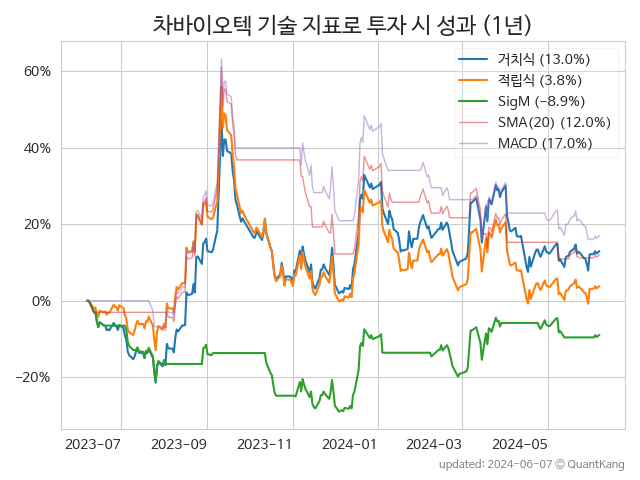 차바이오텍 기술 지표로 투자 시 성과 (1년)
거치식 (13.0%)
적립식 (3.8%)
SigM (−8.9%)
SMA(20) (12.0%)
MACD (17.0%)
60%
40%
20%
0%
−20%
2023−07
2023−09
2023−11
2024−01
2024−03
2024−05
updated: 2024-06-07 © QuantKang